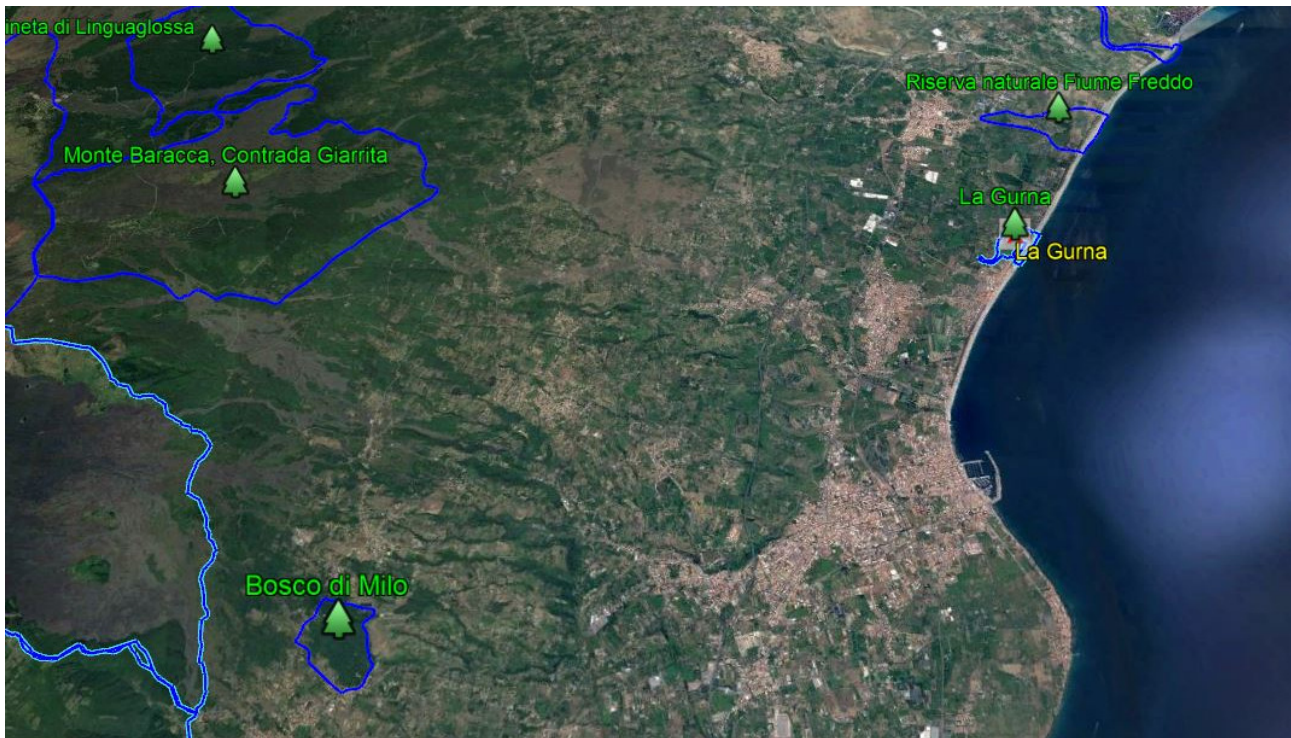 ineta di Linguaglossa
Riserva naturale Fiume Freddo
Monte Baracca, Contrada Giarrita
La Gurna
La Gurna
Bosco di Milo